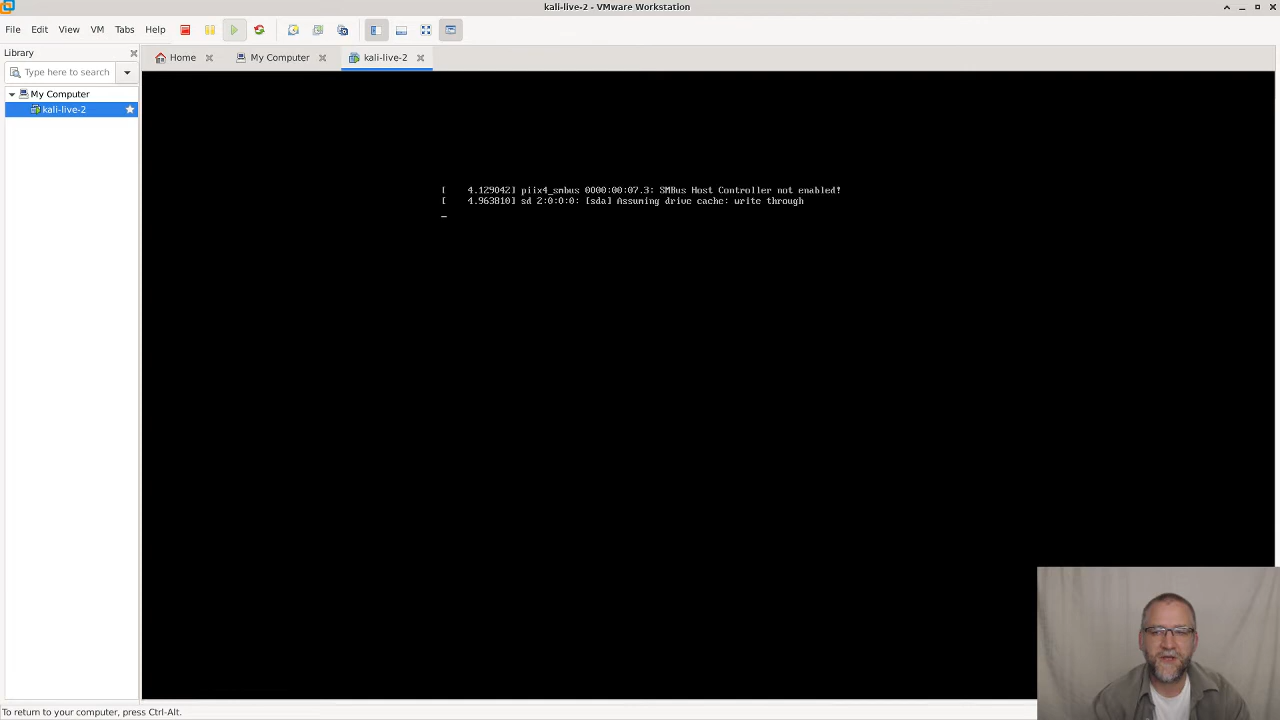 kali-live-2 - VMware Workstation
File Edit View VM Tabs Help
Library
Home
My Computer
kali-live-2
Type here to search
My Computer
kali-live-2
[    4.129042] piix4_smbus 0000:00:07.3: SMBus Host Controller not enabled!
[    4.963810] sd 2:0:0:0: [sda] Assuming drive cache: write through
_
To return to your computer, press Ctrl-Alt.